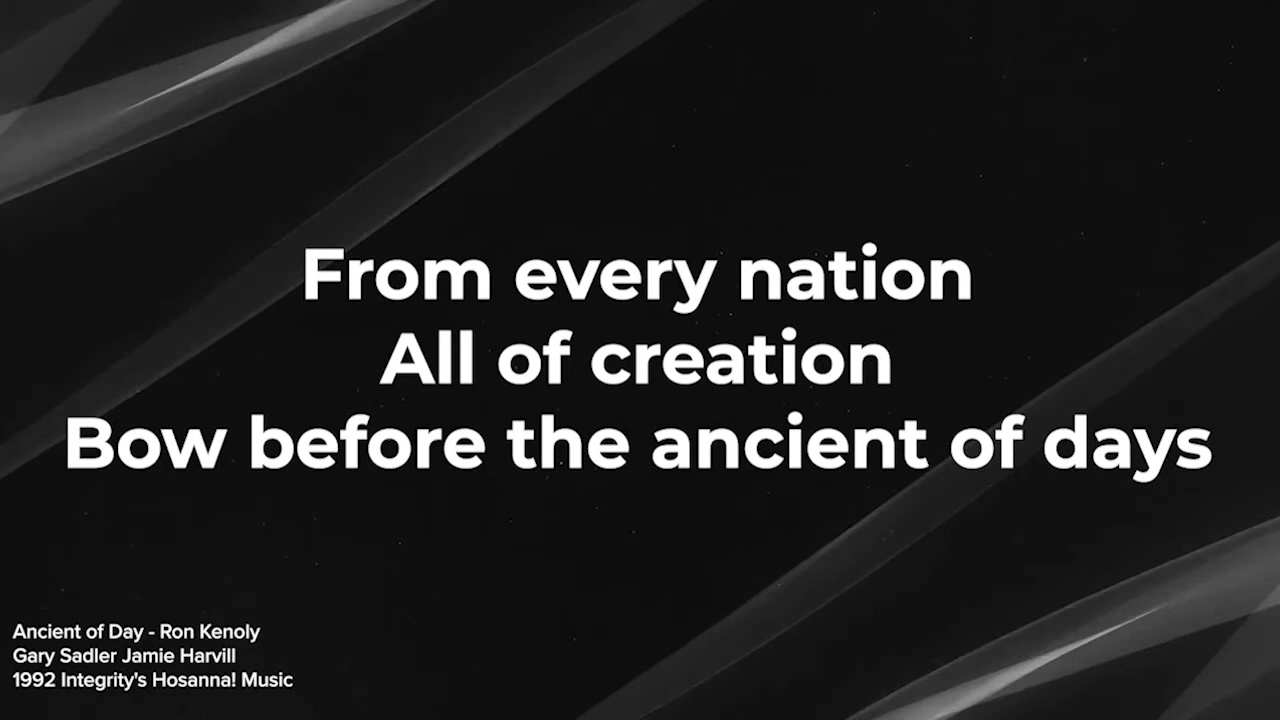 From every nation
All of creation
Bow before the ancient of days
Ancient of Day - Ron Kenoly
Gary Sadler Jamie Harvill
1992 Integrity's Hosanna! Music